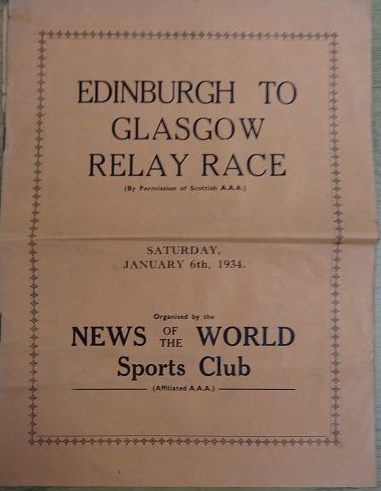 EDINBURGH TO
GLASGOW
RELAY RACE
(By Permission of Scottish A.A.A.)
SATURDAY,
JANUARY 6th, 1934.
Organised by the
NEWS OF THE WORLD
Sports Club
(Affiliated A.A.A.)